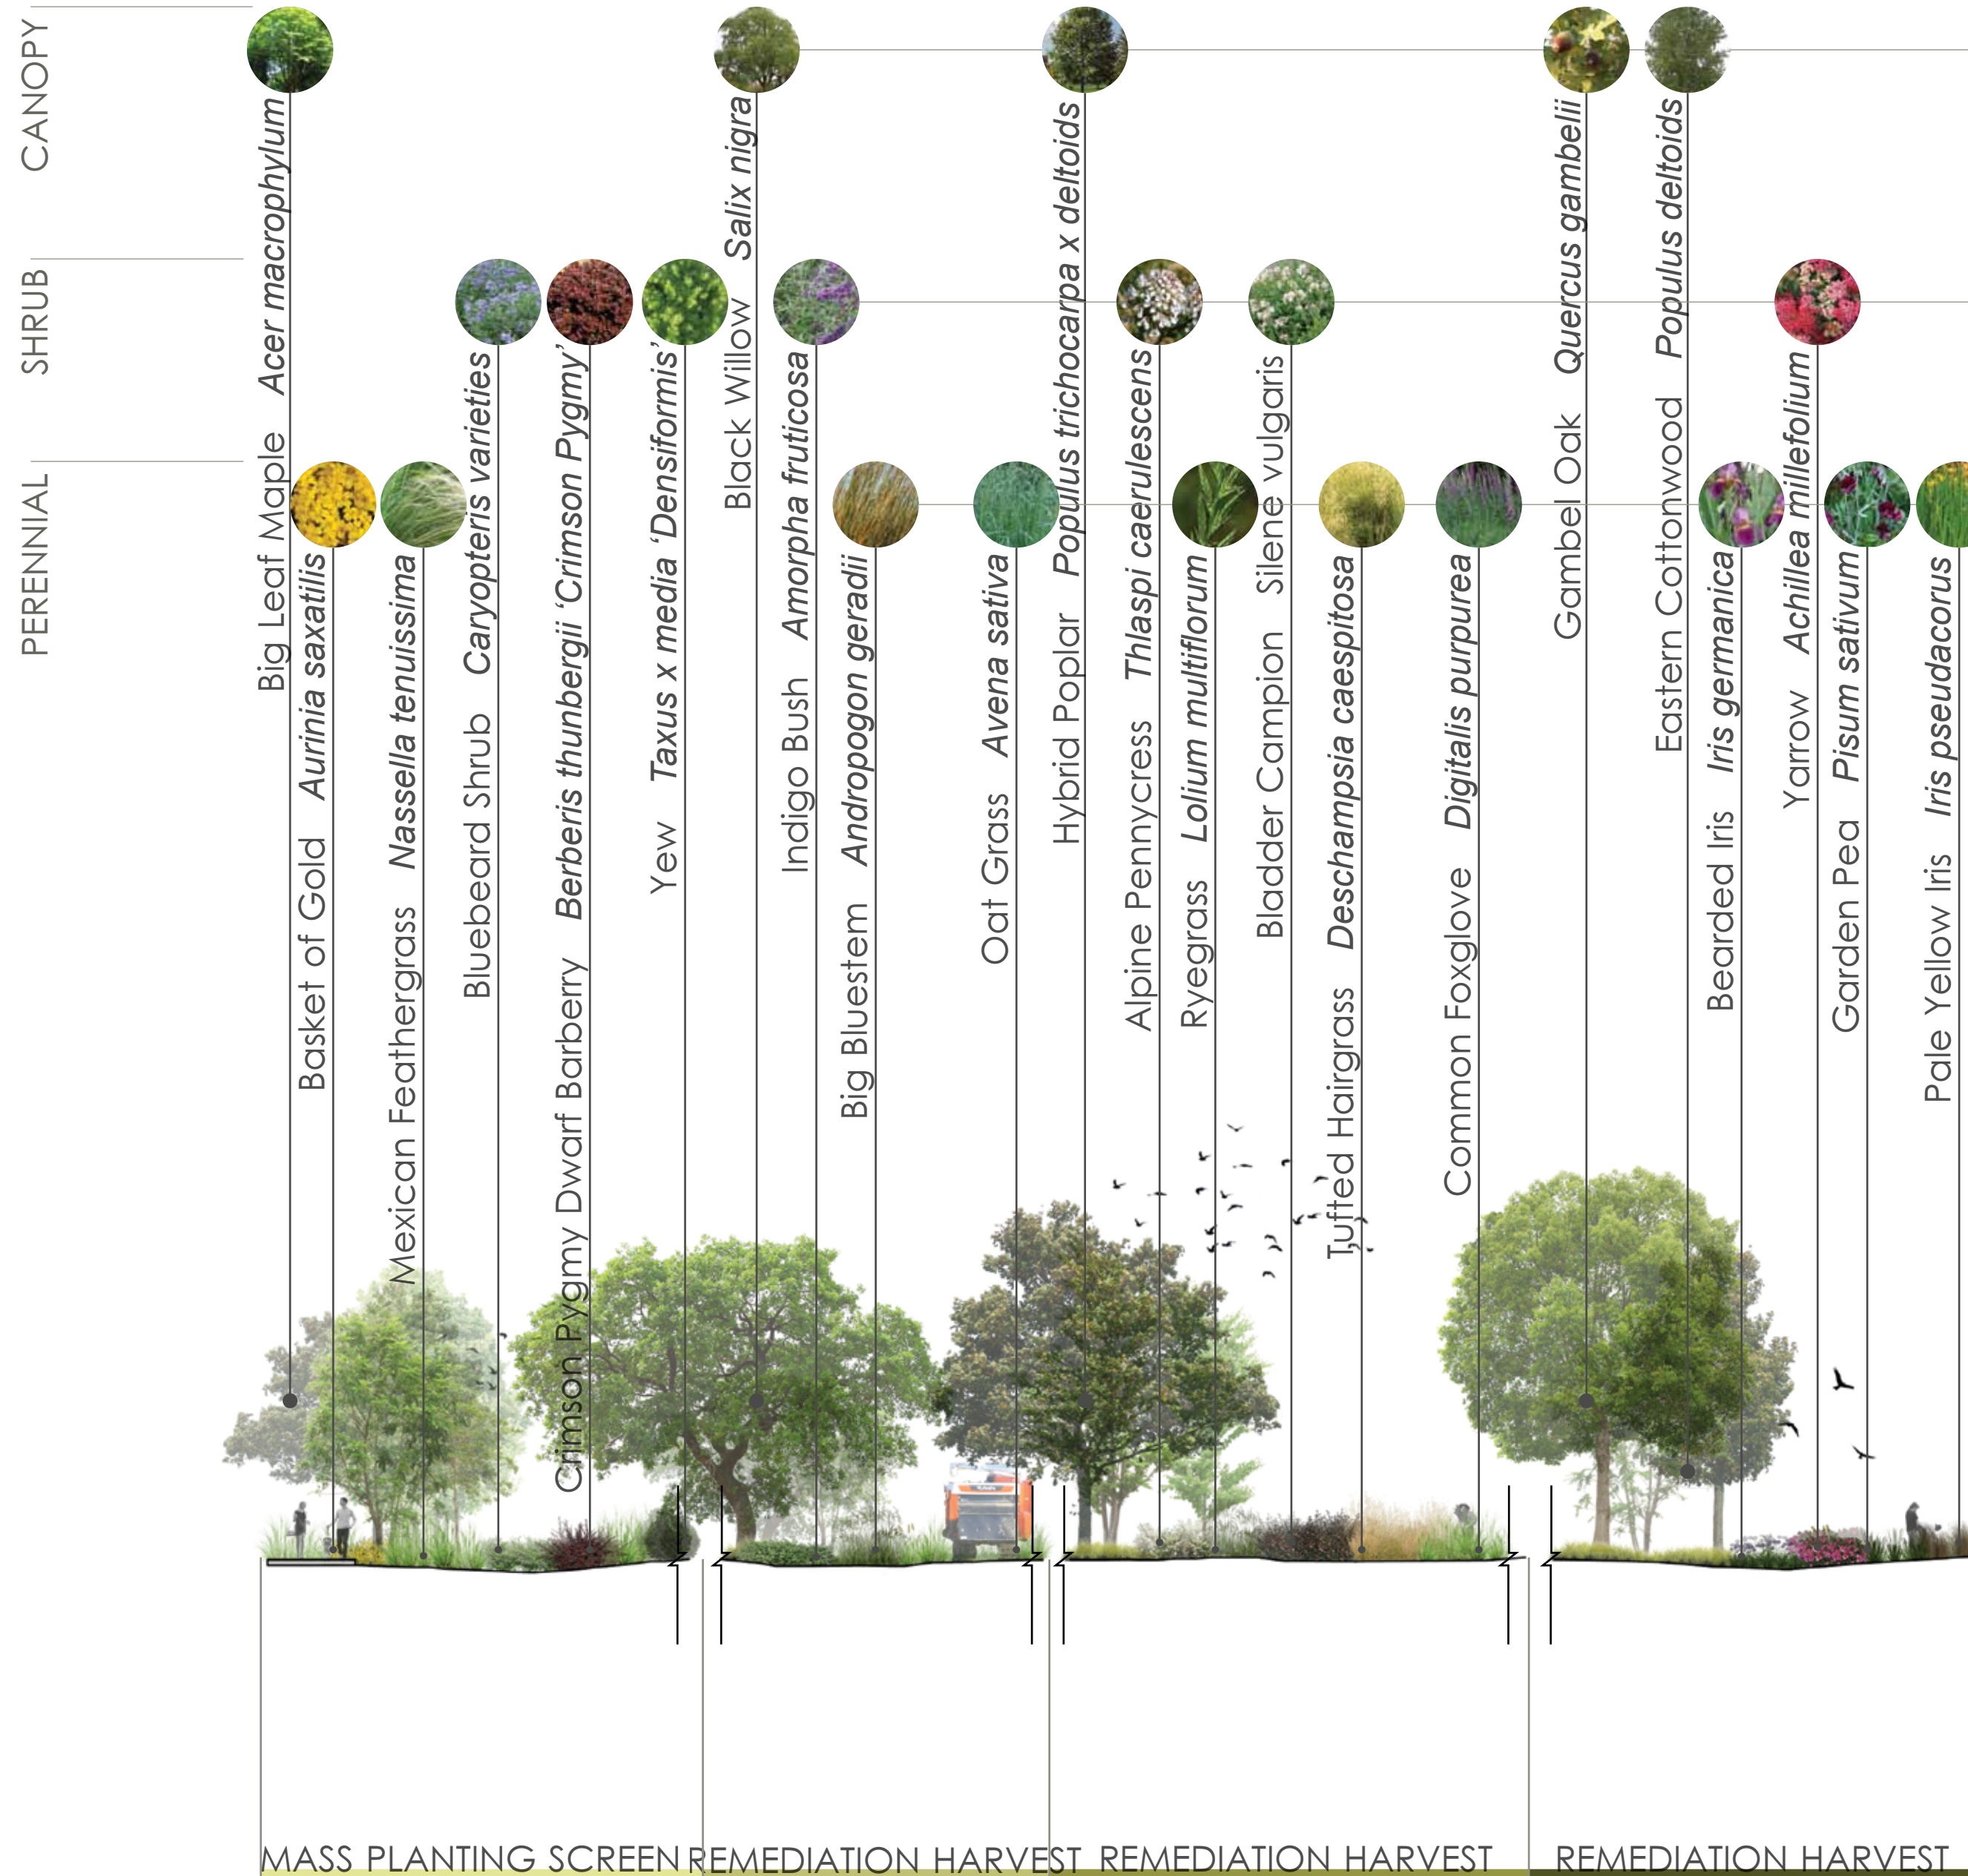 CANOPY
SHRUB
PERENNIAL
Big Leaf Maple Acer macrophylum
Basket of Gold Aurinia saxatilis
Mexican Feathergrass Nassella tenuissima
Bluebeard Shrub Caryopteris varieties
Crimson Pygmy Dwarf Barberry Berberis thunbergii ‘Crimson Pygmy’
Yew Taxus x media ‘Densiformis’
Black Willow Salix nigra
Indigo Bush Amorpha fruticosa
Big Bluestem Andropogon geradii
Oat Grass Avena sativa
Hybrid Poplar Populus trichocarpa x deltoids
Alpine Pennycress Thlaspi caerulescens
Ryegrass Lolium multiflorum
Bladder Campion Silene vulgaris
Tufted Hairgrass Deschampsia caespitosa
Common Foxglove Digitalis purpurea
Gambel Oak Quercus gambelii
Eastern Cottonwood Populus deltoids
Bearded Iris Iris germanica
Yarrow Achillea millefolium
Garden Pea Pisum sativum
Pale Yellow Iris Iris pseudacorus
MASS PLANTING SCREEN
REMEDIATION HARVEST
REMEDIATION HARVEST
REMEDIATION HARVEST